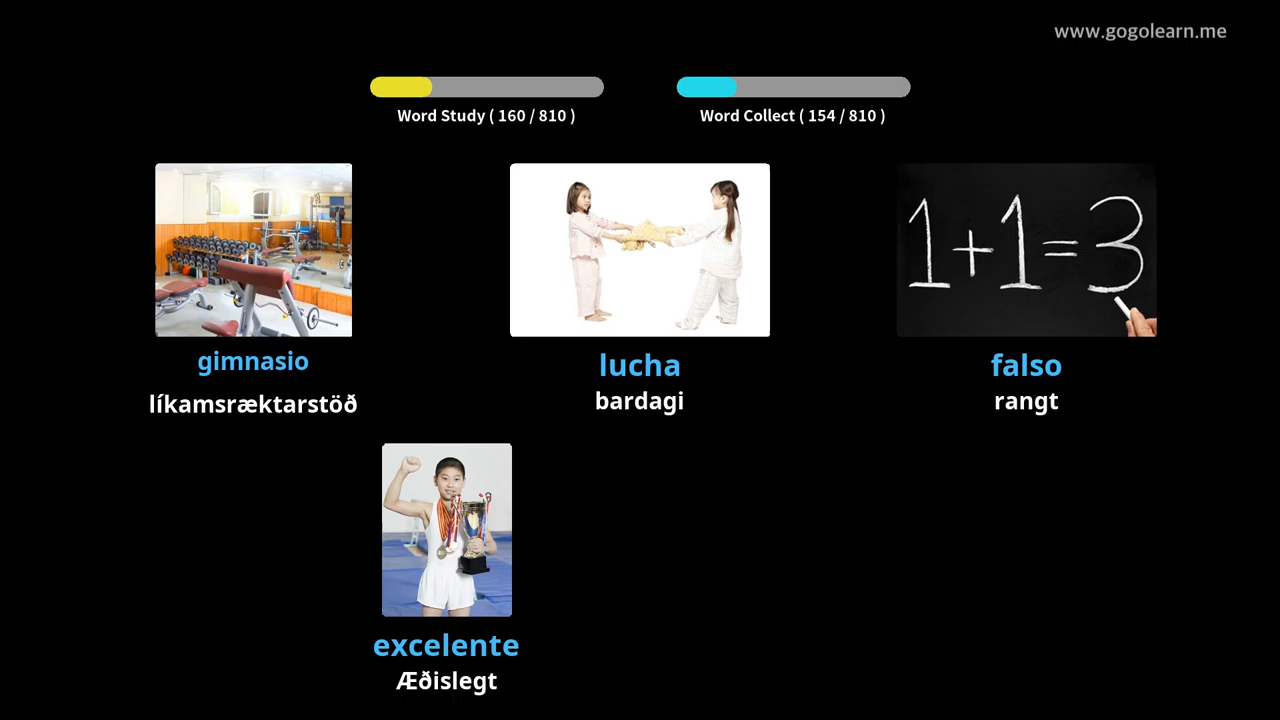 www.gogolearn.me
Word Study ( 160 / 810 )
Word Collect ( 154 / 810 )
1+1=3
gimnasio
líkamsræktarstöð
lucha
bardagi
falso
rangt
excelente
Æðislegt